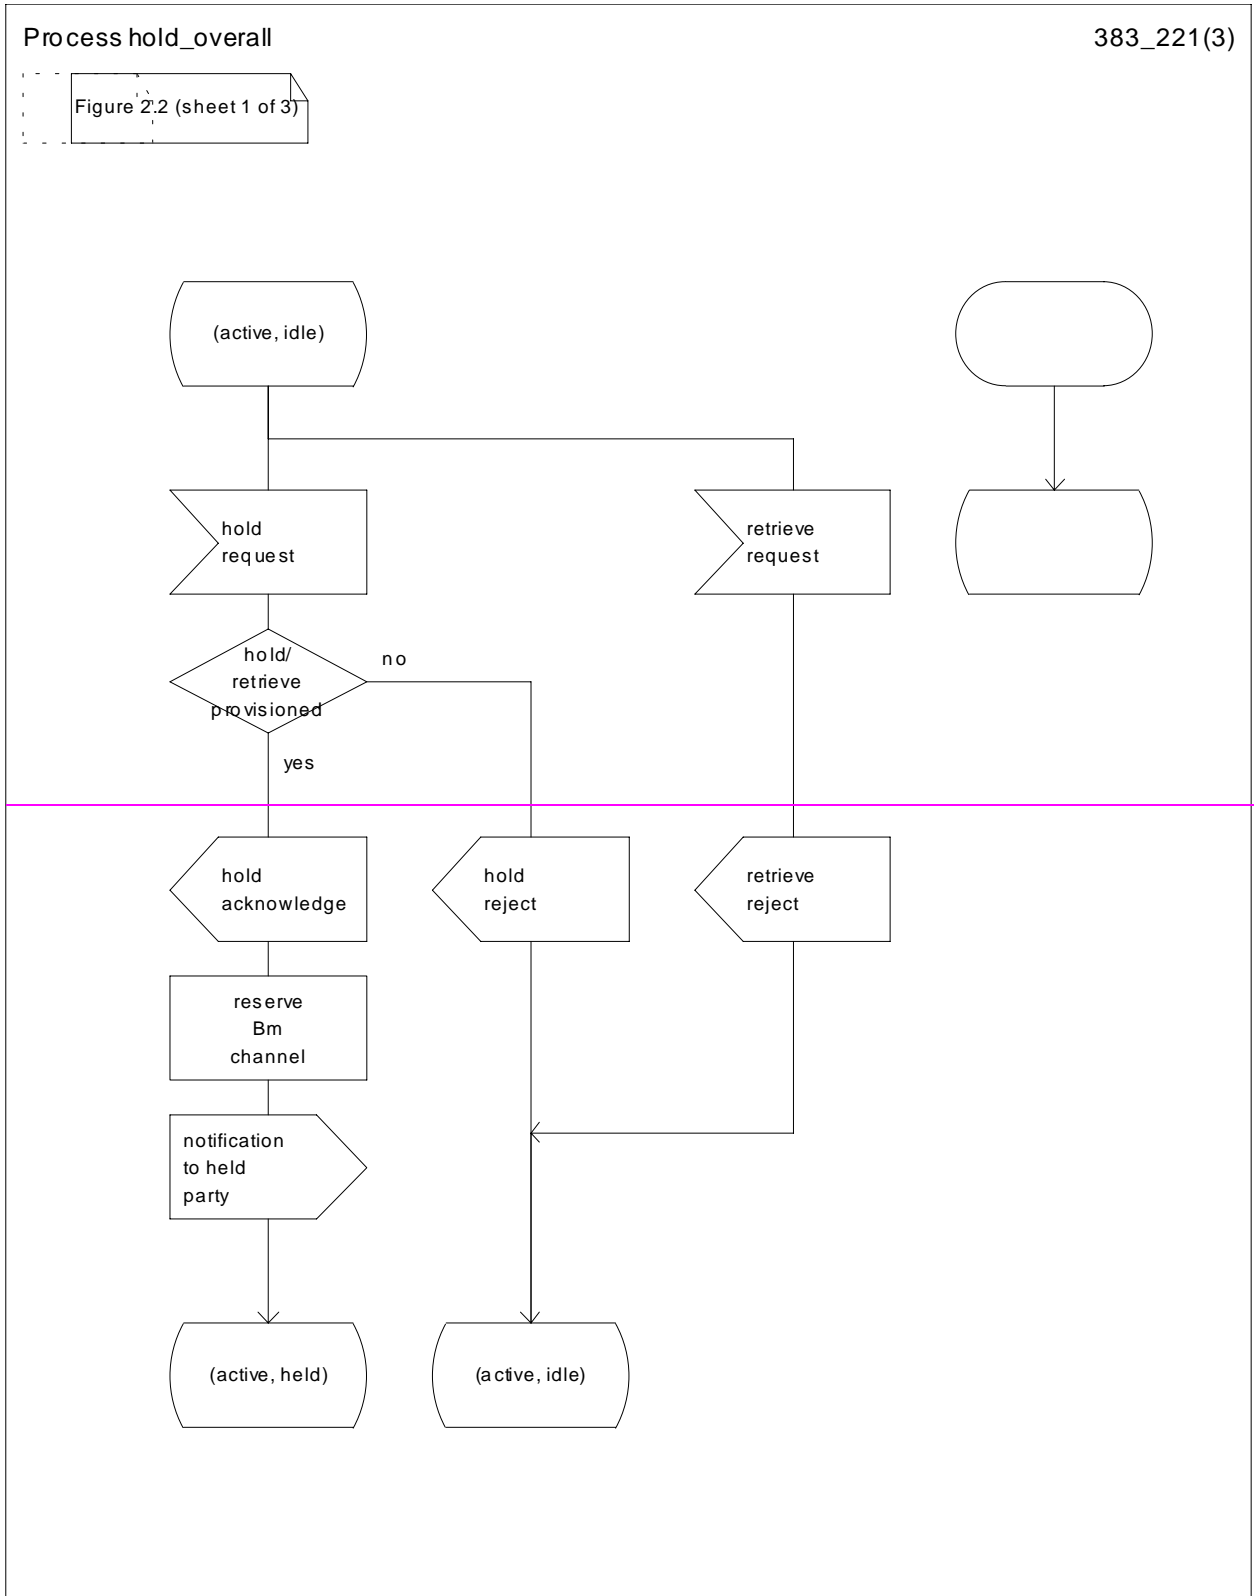 Process hold_overall
383_221(3)
Figure 2.2 (sheet 1 of 3)
(active, idle)
hold
request
retrieve
request
hold/
retrieve
provisioned
no
yes
hold
acknowledge
hold
reject
retrieve
reject
reserve
Bm
channel
notification
to held
party
(active, held)
(active, idle)